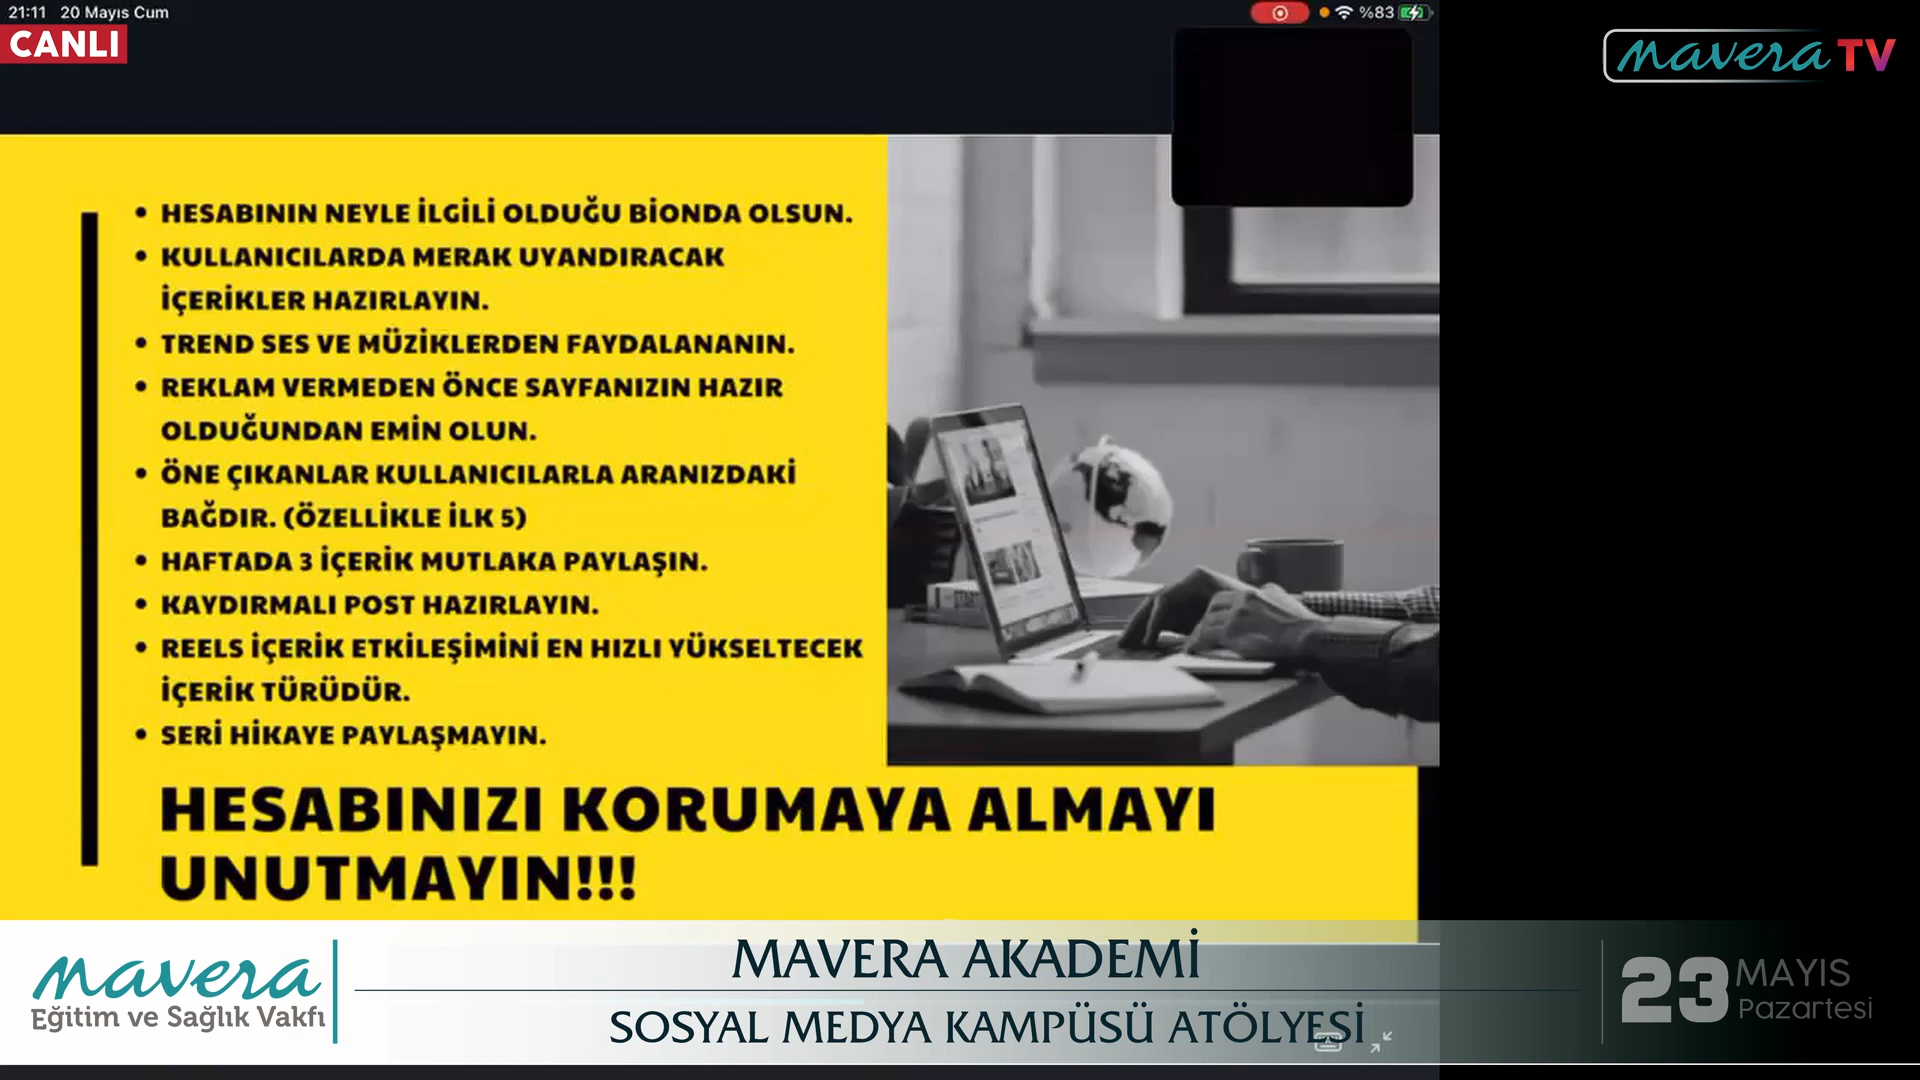 21:11 20 Mayıs Cum
%83
CANLI
mavera TV
• HESABININ NEYLE İLGİLİ OLDUĞU BİONDA OLSUN.
• KULLANICILARDA MERAK UYANDIRACAK
İÇERİKLER HAZIRLAYIN.
• TREND SES VE MÜZİKLERDEN FAYDALANANIN.
• REKLAM VERMEDEN ÖNCE SAYFANIZIN HAZIR
OLDUĞUNDAN EMİN OLUN.
• ÖNE ÇIKANLAR KULLANICILARLA ARANIZDAKİ
BAĞDIR. (ÖZELLİKLE İLK 5)
• HAFTADA 3 İÇERİK MUTLAKA PAYLAŞIN.
• KAYDIRMALI POST HAZIRLAYIN.
• REELS İÇERİK ETKİLEŞİMİNİ EN HIZLI YÜKSELTECEK
İÇERİK TÜRÜDÜR.
• SERİ HİKAYE PAYLAŞMAYIN.
HESABINIZI KORUMAYA ALMAYI
UNUTMAYIN!!!
mavera
Eğitim ve Sağlık Vakfı
MAVERA AKADEMİ
SOSYAL MEDYA KAMPÜSÜ ATÖLYESİ
23 MAYIS
Pazartesi